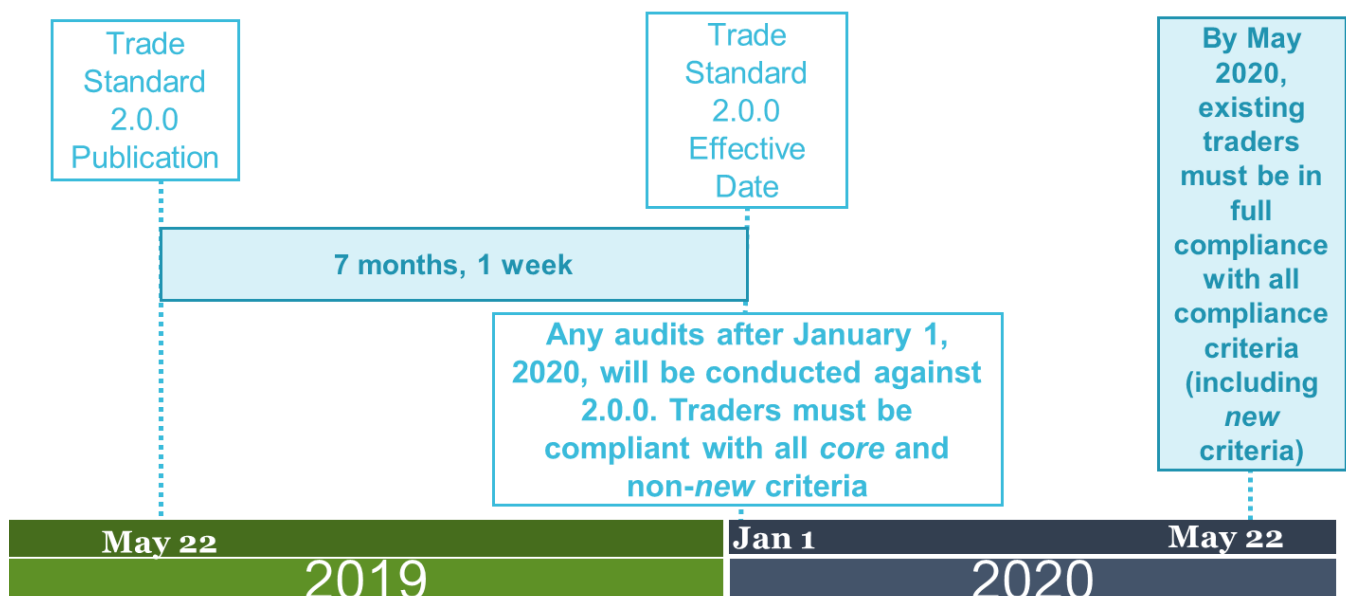 Trade
Standard
2.0.0
Publication
Trade
Standard
2.0.0
Effective
Date
By May
2020,
existing
traders
must be in
full
compliance
with all
compliance
criteria
(including
new
criteria)
7 months, 1 week
Any audits after January 1,
2020, will be conducted against
2.0.0. Traders must be
compliant with all core and
non-new criteria
May 22
Jan 1
May 22
2019
2020